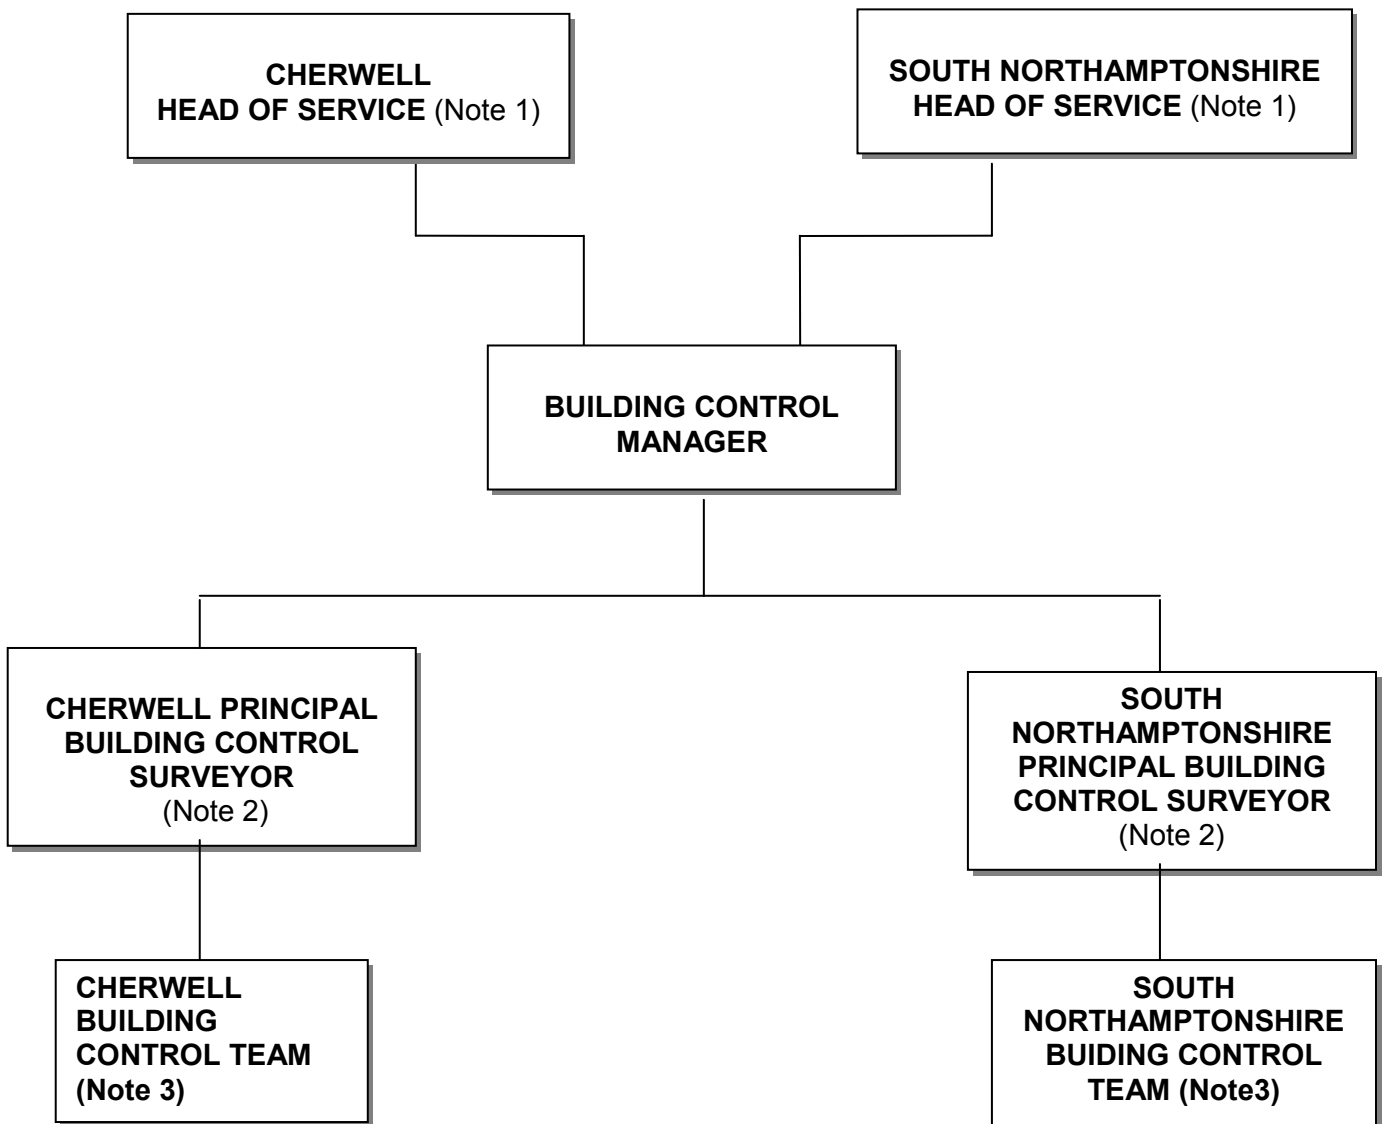 CHERWELL
HEAD OF SERVICE (Note 1)
SOUTH NORTHAMPTONSHIRE
HEAD OF SERVICE (Note 1)
BUILDING CONTROL
MANAGER
CHERWELL PRINCIPAL
BUILDING CONTROL
SURVEYOR
(Note 2)
SOUTH
NORTHAMPTONSHIRE
PRINCIPAL BUILDING
CONTROL SURVEYOR
(Note 2)
CHERWELL
BUILDING
CONTROL TEAM
(Note 3)
SOUTH
NORTHAMPTONSHIRE
BUIDING CONTROL
TEAM (Note3)